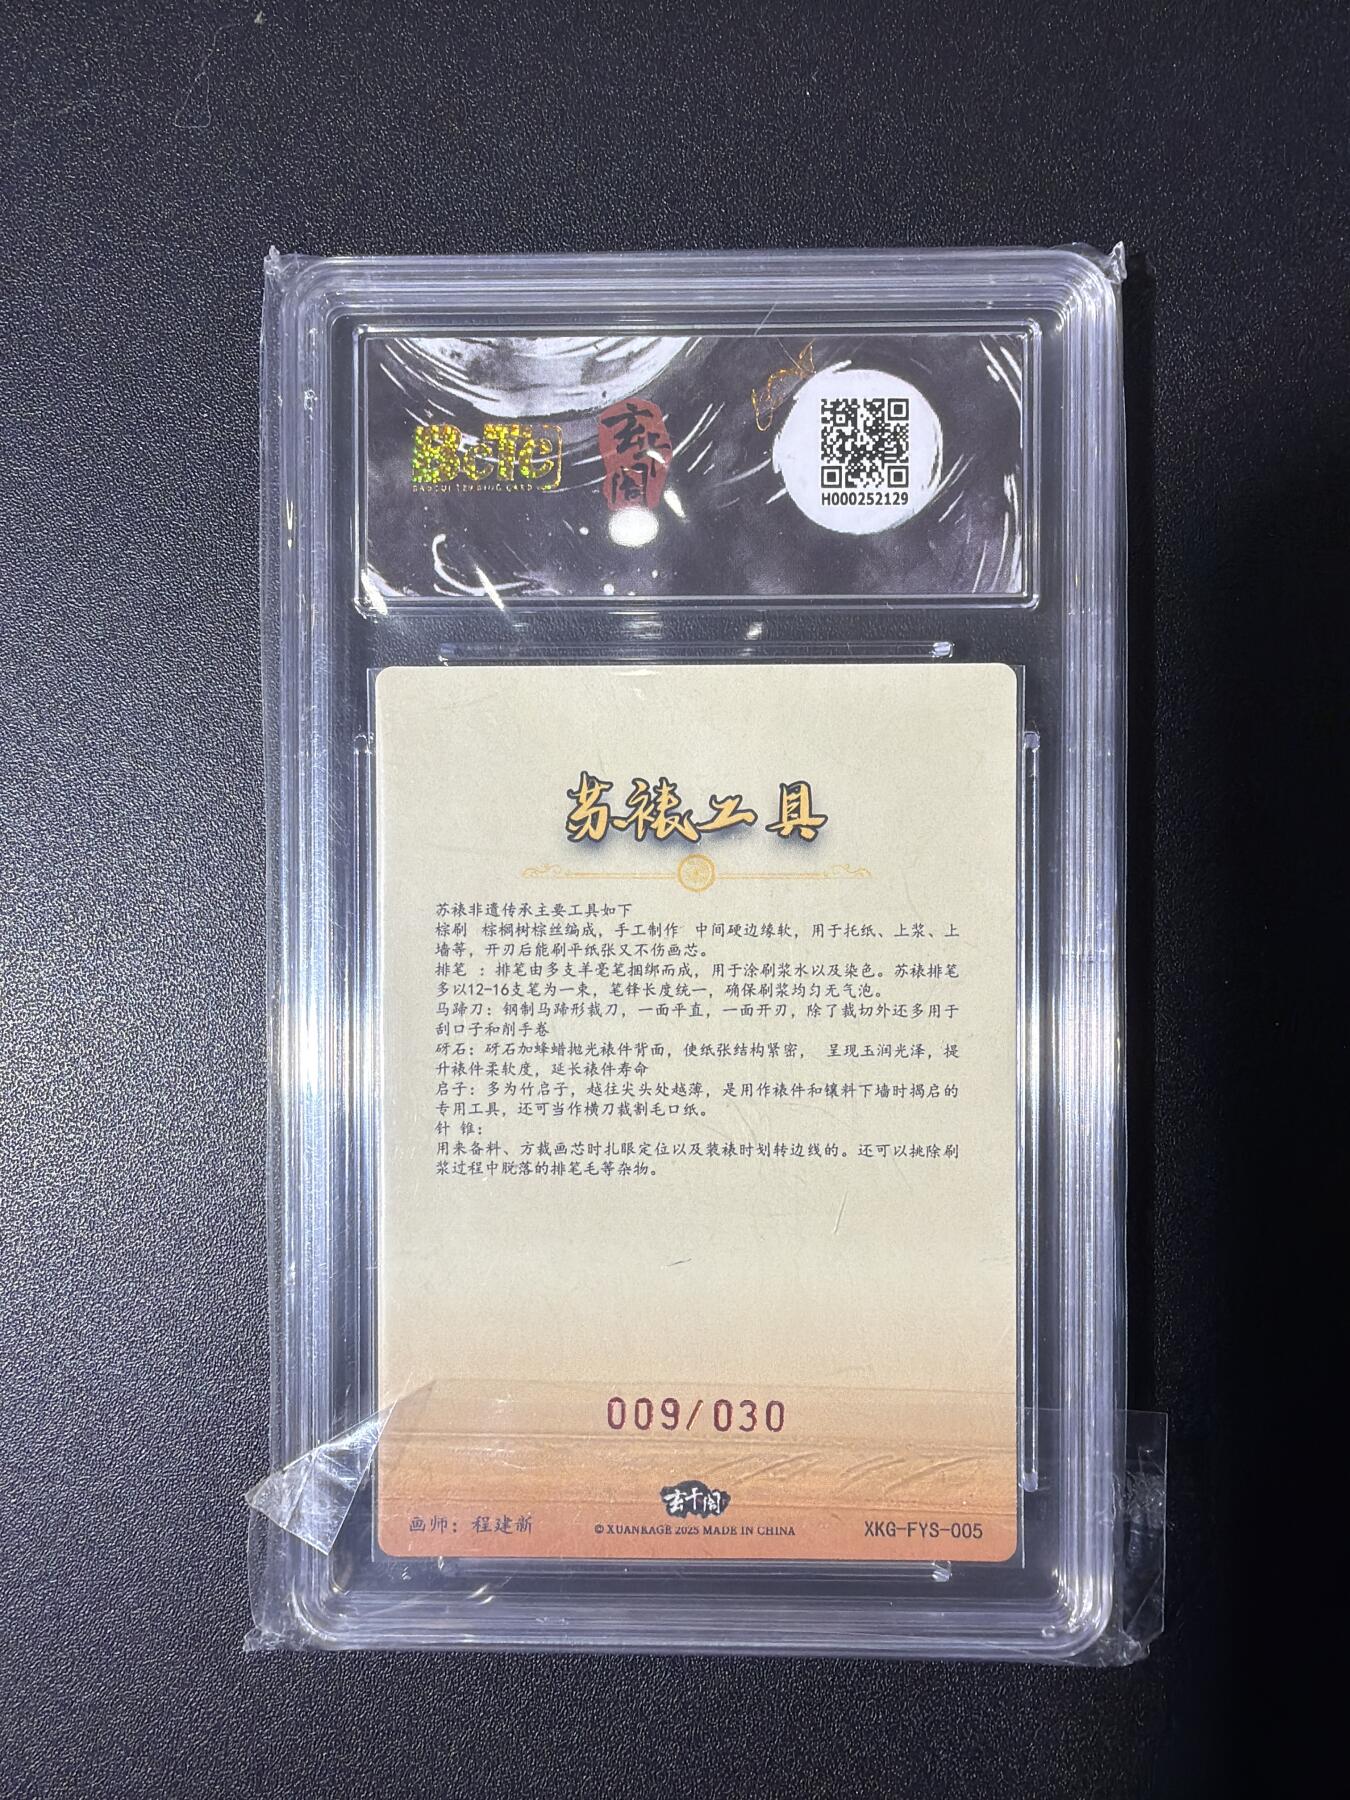 BCTC
玄卡阁
H000252129
苏裱工具
苏裱非遗传承主要工具如下
棕刷 棕榈树棕丝编成，手工制作 中间硬边缘软，用于托纸、上浆、上
墙等，开刃后能刷平纸张又不伤画芯。
排笔 ：排笔由多支羊毫笔捆绑而成，用于涂刷浆水以及染色。苏裱排笔
多以12-16支笔为一束，笔锋长度统一，确保刷浆均匀无气泡。
马蹄刀：钢制马蹄形裁刀，一面平直，一面开刃，除了裁切外还多用于
刮口子和削手卷
砑石：砑石加蜂蜡抛光裱件背面，使纸张结构紧密， 呈现玉润光泽，提
升裱件柔软度，延长裱件寿命
启子：多为竹启子，越往尖头处越薄，是用作裱件和镶料下墙时揭启的
专用工具，还可当作横刀裁割毛口纸。
针 锥：
用来备料、方裁画芯时扎眼定位以及装裱时划转边线的。还可以挑除刷
浆过程中脱落的排笔毛等杂物。
009/030
玄卡阁
画师：程建新
© XUANKAGE 2025 MADE IN CHINA
XKG-FYS-005